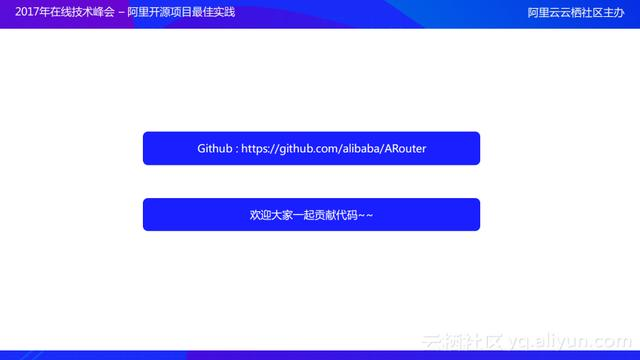 2017年在线技术峰会 – 阿里开源项目最佳实践
阿里云云栖社区主办
Github : https://github.com/alibaba/ARouter
欢迎大家一起贡献代码~~
云栖社区 yq.aliyun.com